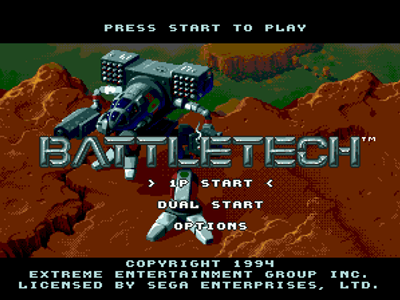 PRESS START TO PLAY
BATTLETECH™
> 1P START <
DUAL START
OPTIONS
COPYRIGHT 1994
EXTREME ENTERTAINMENT GROUP INC.
LICENSED BY SEGA ENTERPRISES, LTD.